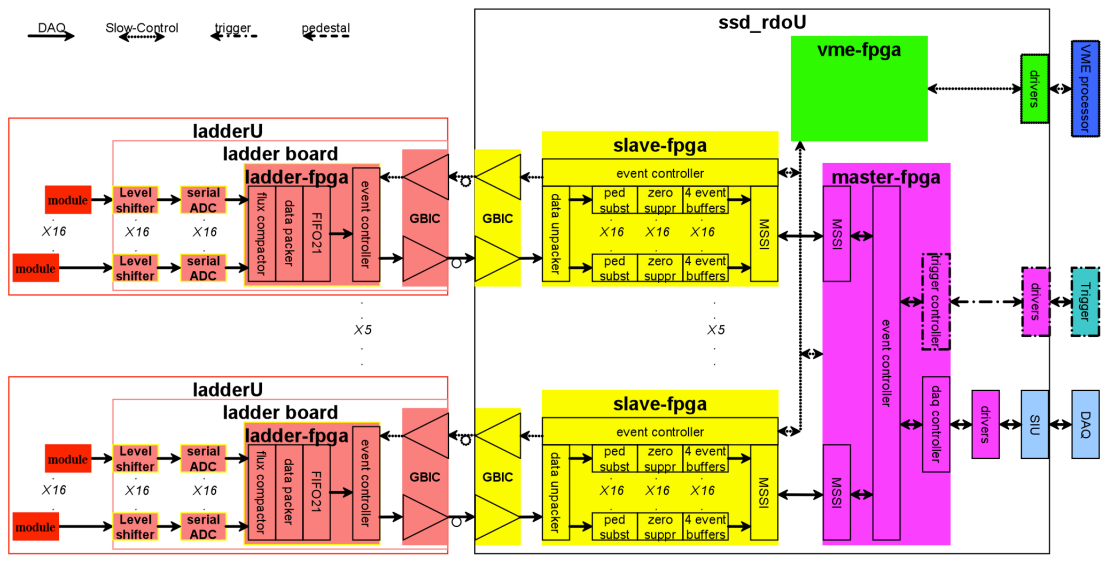 DAQ
Slow-Control
trigger
pedestal
ssd_rdoU
vme-fpga
drivers
VME processor
ladderU
ladder board
ladder-fpga
module
Level
shifter
serial
ADC
flux compactor
data packer
FIFO21
event controller
X16
X16
X16
module
Level
shifter
serial
ADC
GBIC
GBIC
slave-fpga
event controller
data unpacker
ped
subst
zero
suppr
4 event
buffers
X16
X16
X16
ped
subst
zero
suppr
4 event
buffers
MSSI
master-fpga
MSSI
event controller
trigger controller
drivers
Trigger
X5
X5
daq controller
drivers
SIU
DAQ
ladderU
ladder board
ladder-fpga
module
Level
shifter
serial
ADC
flux compactor
data packer
FIFO21
event controller
X16
X16
X16
module
Level
shifter
serial
ADC
GBIC
GBIC
slave-fpga
event controller
data unpacker
ped
subst
zero
suppr
4 event
buffers
X16
X16
X16
ped
subst
zero
suppr
4 event
buffers
MSSI
MSSI